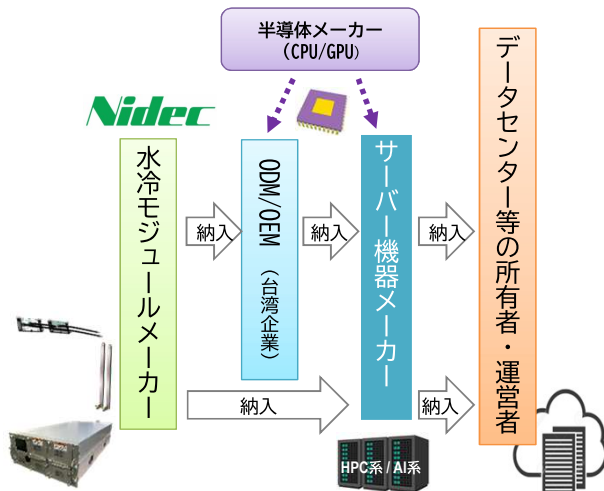 半導体メーカー
（CPU/GPU）
Nidec
水冷モジュールメーカー
ODM/OEM（台湾企業）
サーバー機器メーカー
データセンター等の所有者・運営者
納入
納入
納入
納入
納入
HPC系 / AI系